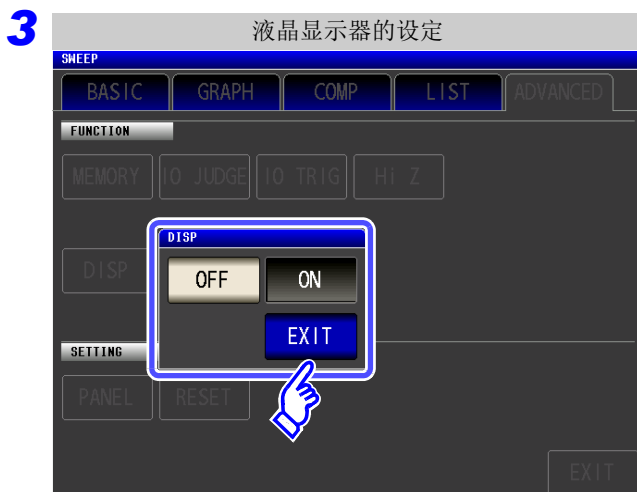 3 液晶显示器的设定
SWEEP
BASIC GRAPH COMP LIST ADVANCED
FUNCTION
MEMORY IO JUDGE IO TRIG Hi Z
DISP
DISP
OFF ON
EXIT
SETTING
PANEL RESET
EXIT